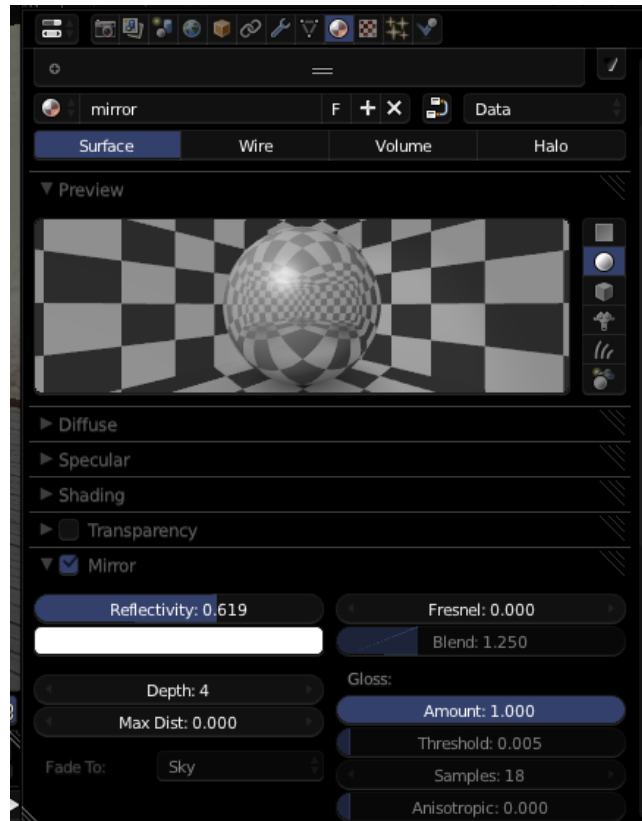 mirror F Data
Surface Wire Volume Halo
Preview
Diffuse
Specular
Shading
Transparency
Mirror
Reflectivity: 0.619
Fresnel: 0.000
Blend: 1.250
Depth: 4
Max Dist: 0.000
Fade To: Sky
Gloss:
Amount: 1.000
Threshold: 0.005
Samples: 18
Anisotropic: 0.000